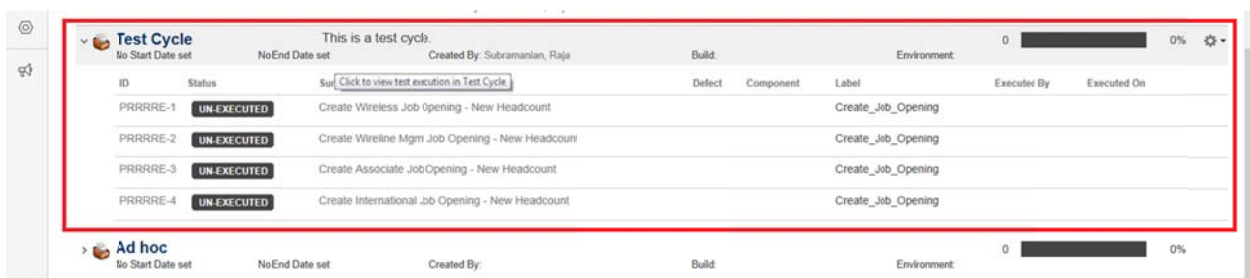 Test Cycle This is a test cycle. 0 0%
No Start Date set No End Date set Created By: Subramanian, Raja Build: Environment:
ID Status Sum Click to view test execution in Test Cycle Defect Component Label Executed By Executed On
PRRRRE-1 UN-EXECUTED Create Wireless Job Opening - New Headcount Create_Job_Opening
PRRRRE-2 UN-EXECUTED Create Wireline Mgm Job Opening - New Headcount Create_Job_Opening
PRRRRE-3 UN-EXECUTED Create Associate JobOpening - New Headcount Create_Job_Opening
PRRRRE-4 UN-EXECUTED Create International Job Opening - New Headcount Create_Job_Opening
Ad hoc 0 0%
No Start Date set No End Date set Created By: Build: Environment: